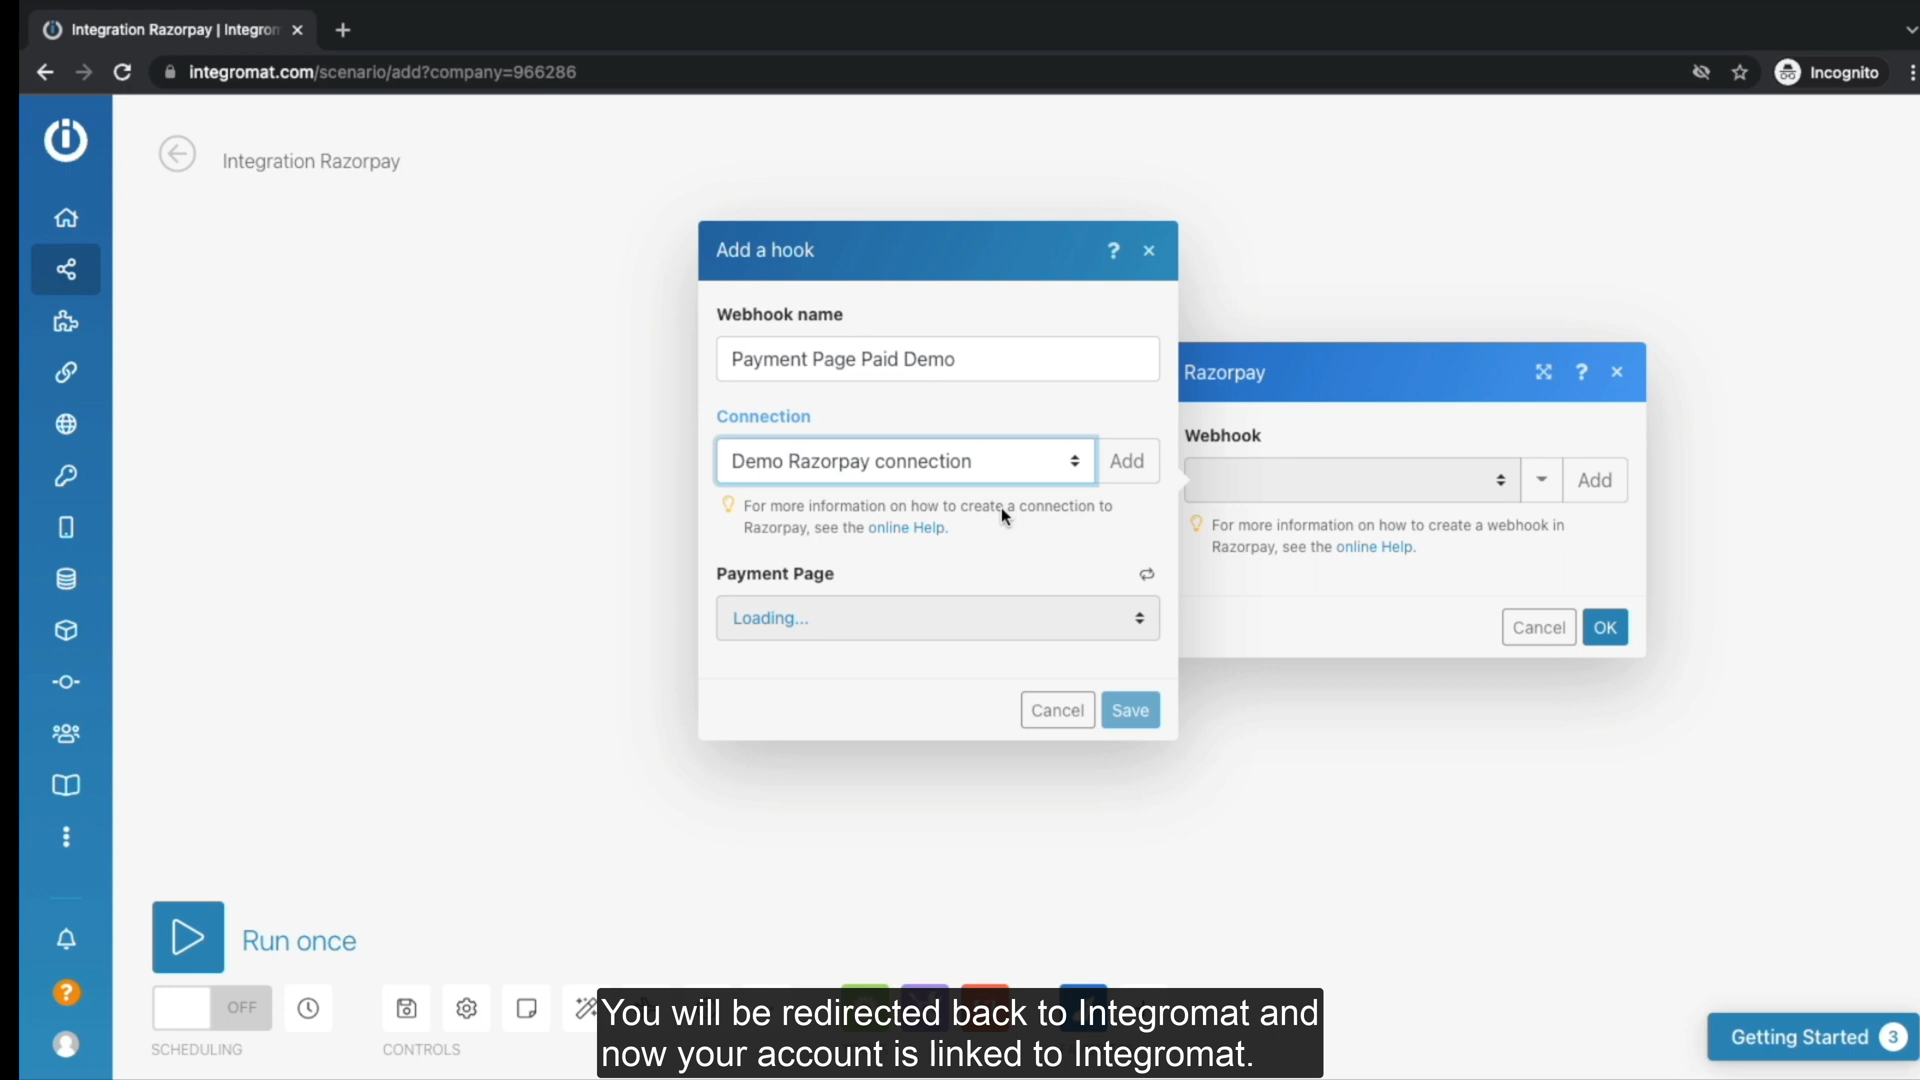 Integration Razorpay | Integrom
integromat.com/scenario/add?company=966286
Incognito
Integration Razorpay
Add a hook
?
Webhook name
Payment Page Paid Demo
Connection
Demo Razorpay connection
Add
For more information on how to create a connection to
Razorpay, see the online Help.
Payment Page
Loading...
Cancel
Save
Razorpay
?
Webhook
Add
For more information on how to create a webhook in
Razorpay, see the online Help.
Cancel
OK
Run once
OFF
SCHEDULING
CONTROLS
?
You will be redirected back to Integromat and
now your account is linked to Integromat.
Getting Started 3